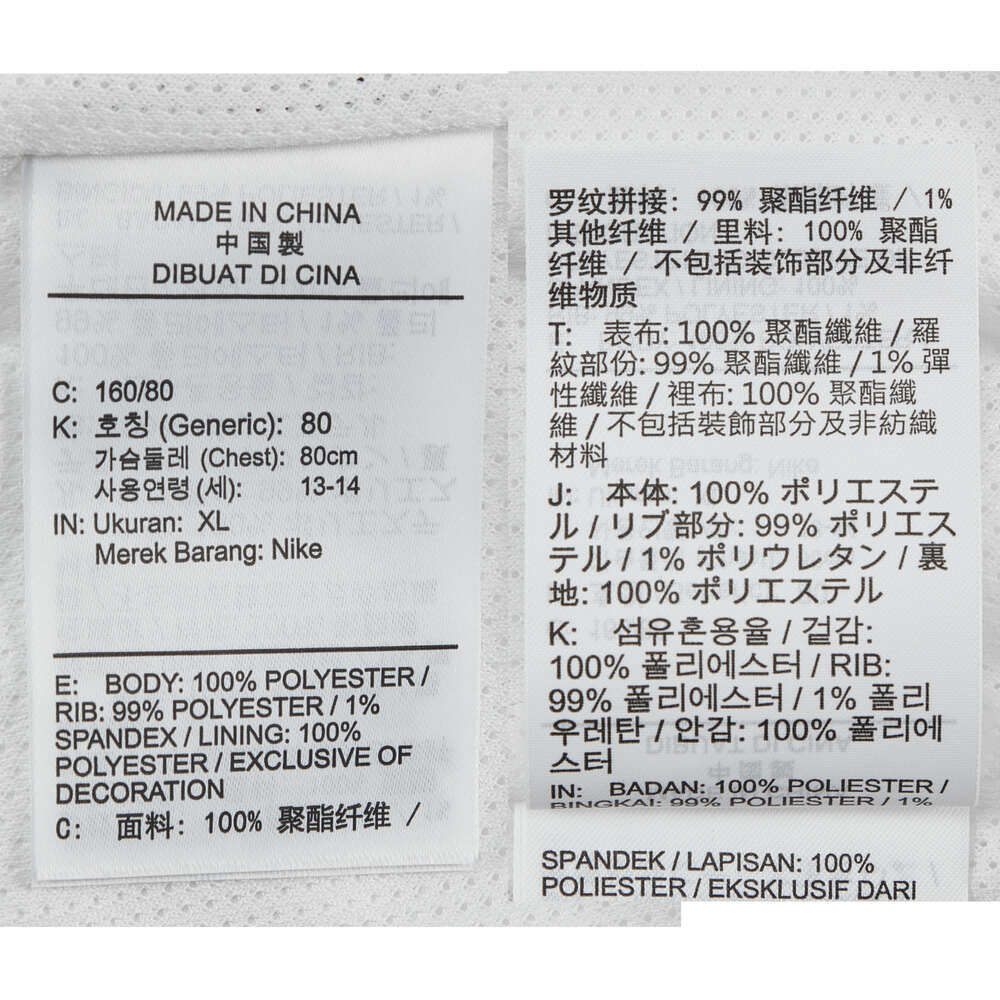 MADE IN CHINA
中国製
DIBUAT DI CINA
C: 160/80
K: 호칭 (Generic): 80
가슴둘레 (Chest): 80cm
사용연령 (세): 13-14
IN: Ukuran: XL
Merek Barang: Nike
E: BODY: 100% POLYESTER /
RIB: 99% POLYESTER / 1%
SPANDEX / LINING: 100%
POLYESTER / EXCLUSIVE OF
DECORATION
C: 面料: 100% 聚酯纤维 /
罗纹拼接: 99% 聚酯纤维 / 1%
其他纤维 / 里料: 100% 聚酯
纤维 / 不包括装饰部分及非纤
维物质
T: 表布: 100% 聚酯纖維 / 羅
紋部份: 99% 聚酯纖維 / 1% 彈
性纖維 / 裡布: 100% 聚酯纖
維 / 不包括裝飾部分及非紡織
材料
J: 本体: 100% ポリエステ
ル / リブ部分: 99% ポリエス
テル / 1% ポリウレタン / 裏
地: 100% ポリエステル
K: 섬유혼용율 / 겉감:
100% 폴리에스터 / RIB:
99% 폴리에스터 / 1% 폴리
우레탄 / 안감: 100% 폴리에
스터
IN: BADAN: 100% POLIESTER /
BINGKAI: 99% POLIESTER / 1%
SPANDEK / LAPISAN: 100%
POLIESTER / EKSKLUSIF DARI